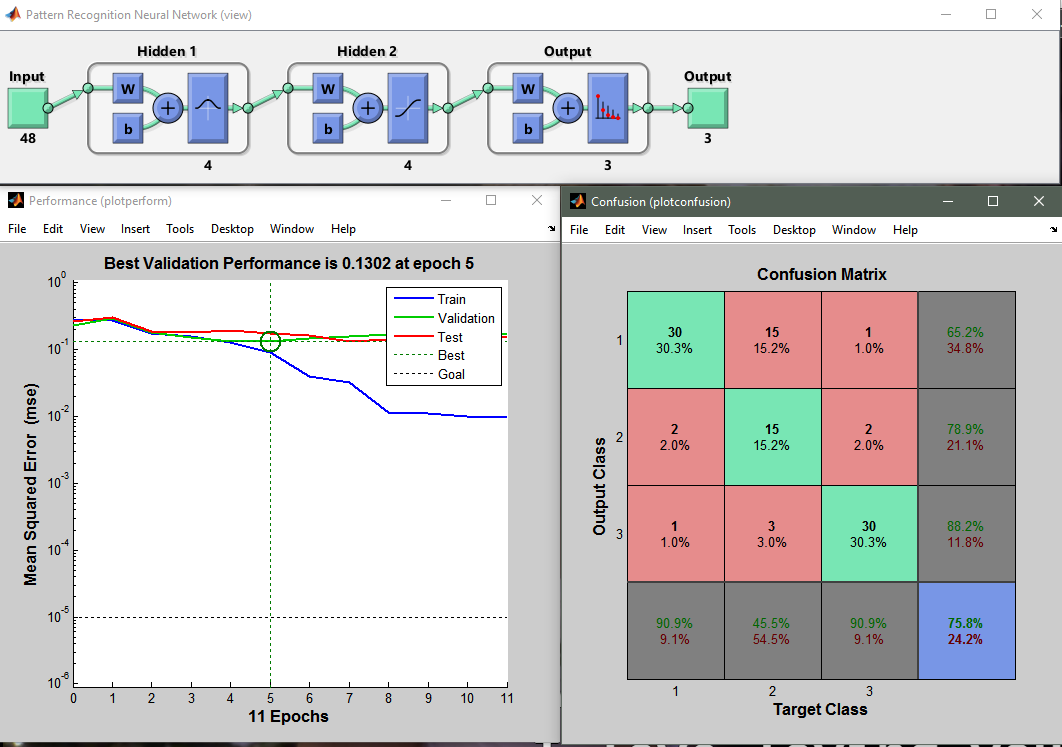 Pattern Recognition Neural Network (view)
Hidden 1
Hidden 2
Output
Input
Output
W
b
W
b
W
b
48
4
4
3
3
Performance (plotperform)
File Edit View Insert Tools Desktop Window Help
Best Validation Performance is 0.1302 at epoch 5
Mean Squared Error (mse)
10^0
10^-1
10^-2
10^-3
10^-4
10^-5
10^-6
Train
Validation
Test
Best
Goal
0 1 2 3 4 5 6 7 8 9 10 11
11 Epochs
Confusion (plotconfusion)
File Edit View Insert Tools Desktop Window Help
Confusion Matrix
Output Class
1
30 15 1 65.2%
30.3% 15.2% 1.0% 34.8%
2
2 15 2 78.9%
2.0% 15.2% 2.0% 21.1%
3
1 3 30 88.2%
1.0% 3.0% 30.3% 11.8%
90.9% 45.5% 90.9% 75.8%
9.1% 54.5% 9.1% 24.2%
1 2 3
Target Class